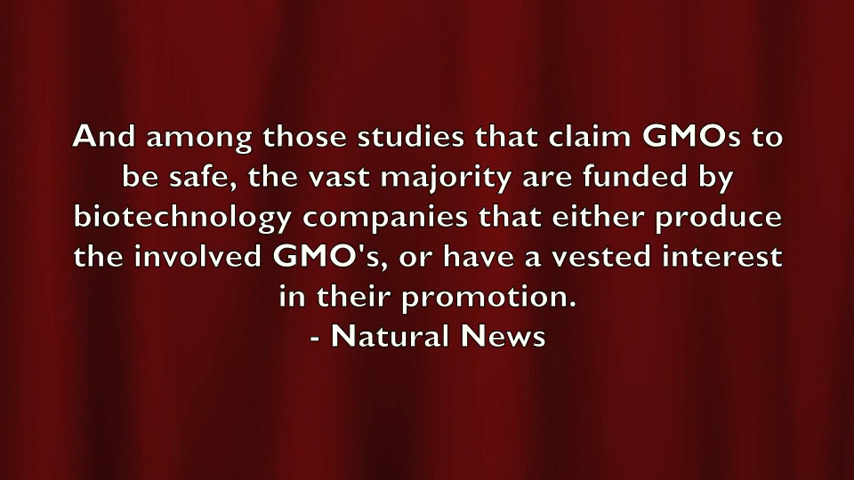 And among those studies that claim GMOs to
be safe, the vast majority are funded by
biotechnology companies that either produce
the involved GMO's, or have a vested interest
in their promotion.
- Natural News